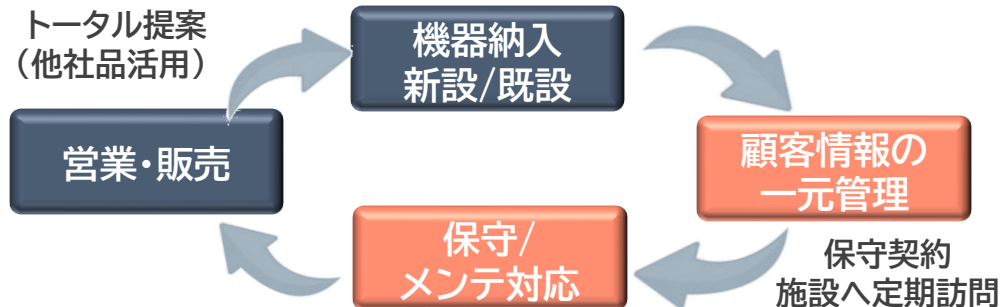 トータル提案
（他社品活用）
機器納入
新設/既設
営業・販売
顧客情報の
一元管理
保守/
メンテ対応
保守契約
施設へ定期訪問